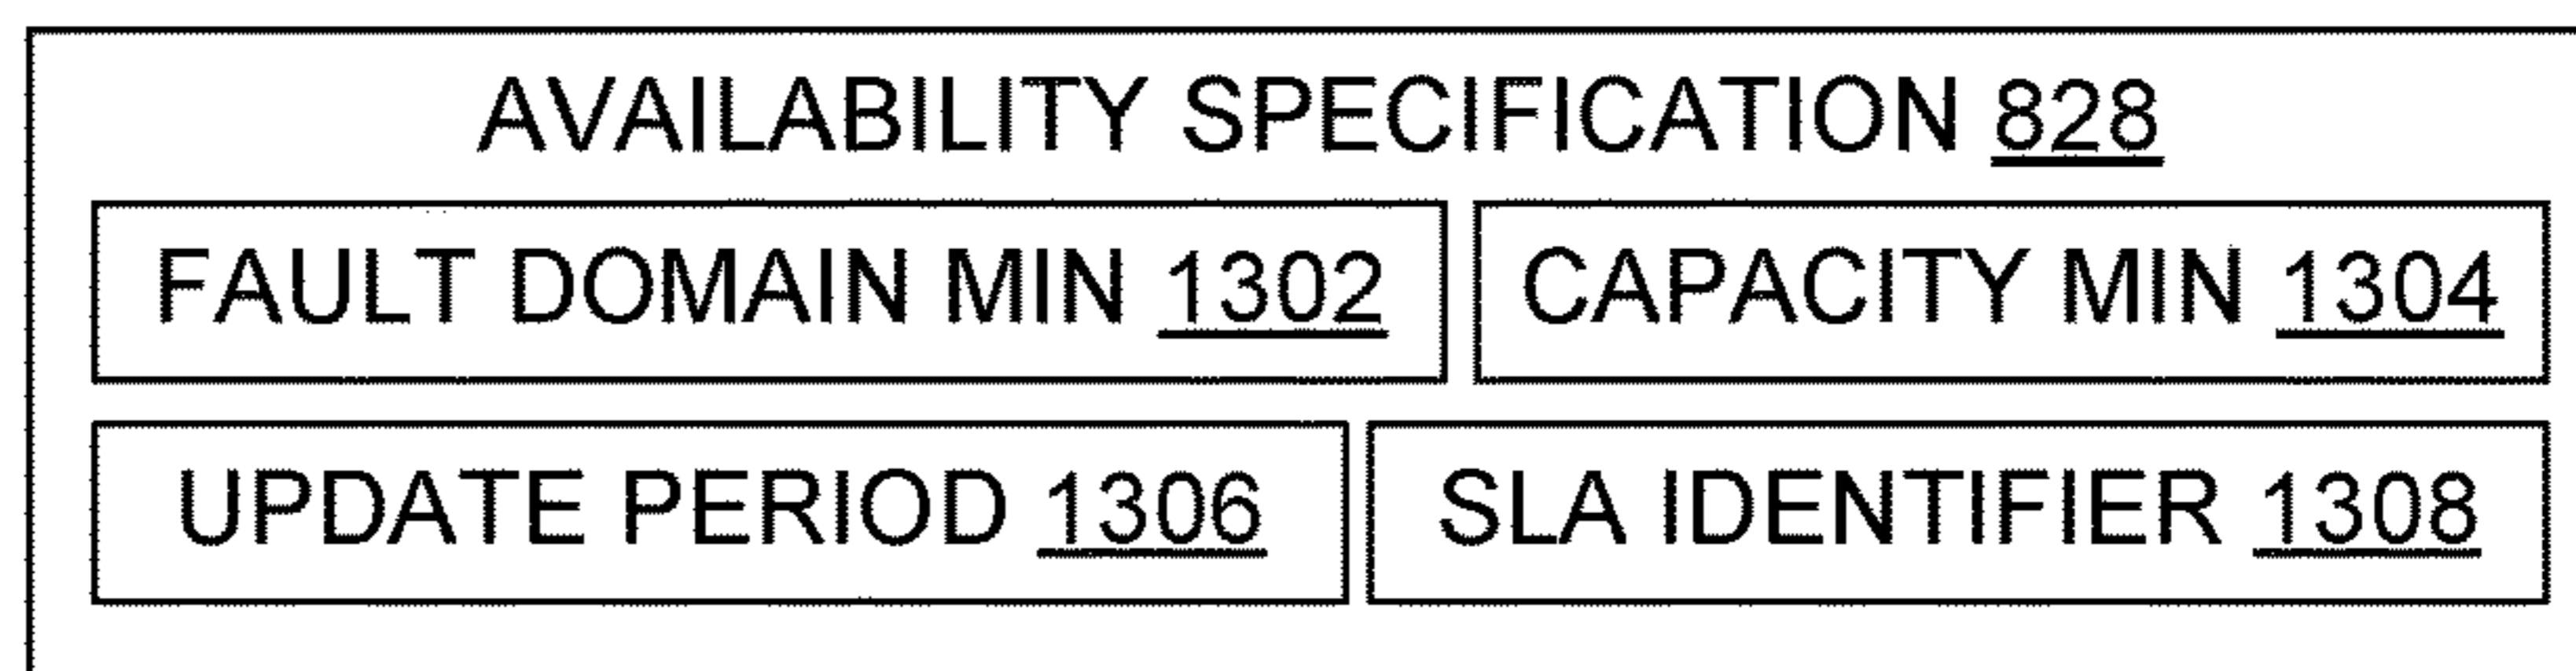 AVAILABILITY SPECIFICATION 828
FAULT DOMAIN MIN 1302 CAPACITY MIN 1304
UPDATE PERIOD 1306 SLA IDENTIFIER 1308